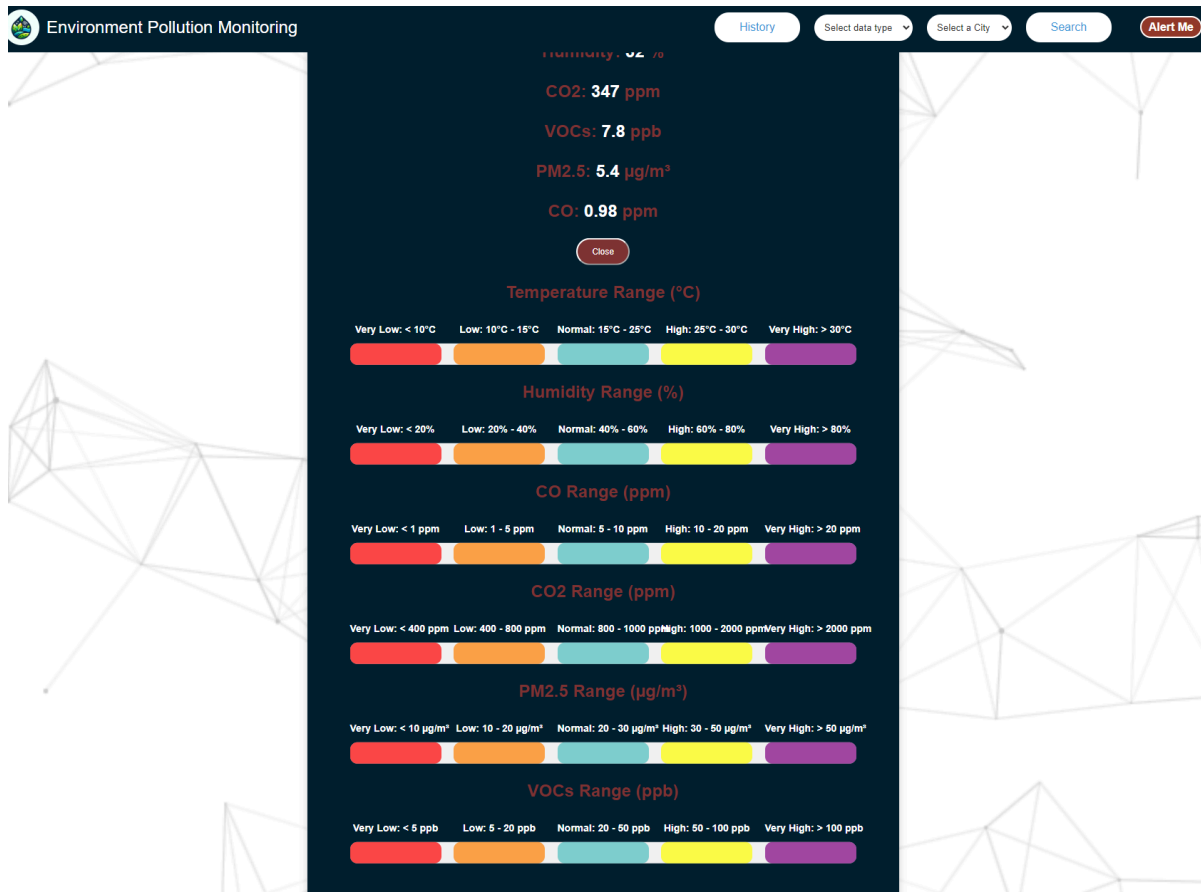 Environment Pollution Monitoring
History
Select data type
Select a City
Search
Alert Me
Humidity: 52 %
CO2: 347 ppm
VOCs: 7.8 ppb
PM2.5: 5.4 µg/m³
CO: 0.98 ppm
Close
Temperature Range (°C)
Very Low: < 10°C Low: 10°C - 15°C Normal: 15°C - 25°C High: 25°C - 30°C Very High: > 30°C
Humidity Range (%)
Very Low: < 20% Low: 20% - 40% Normal: 40% - 60% High: 60% - 80% Very High: > 80%
CO Range (ppm)
Very Low: < 1 ppm Low: 1 - 5 ppm Normal: 5 - 10 ppm High: 10 - 20 ppm Very High: > 20 ppm
CO2 Range (ppm)
Very Low: < 400 ppm Low: 400 - 800 ppm Normal: 800 - 1000 ppm High: 1000 - 2000 ppm Very High: > 2000 ppm
PM2.5 Range (µg/m³)
Very Low: < 10 µg/m³ Low: 10 - 20 µg/m³ Normal: 20 - 30 µg/m³ High: 30 - 50 µg/m³ Very High: > 50 µg/m³
VOCs Range (ppb)
Very Low: < 5 ppb Low: 5 - 20 ppb Normal: 20 - 50 ppb High: 50 - 100 ppb Very High: > 100 ppb